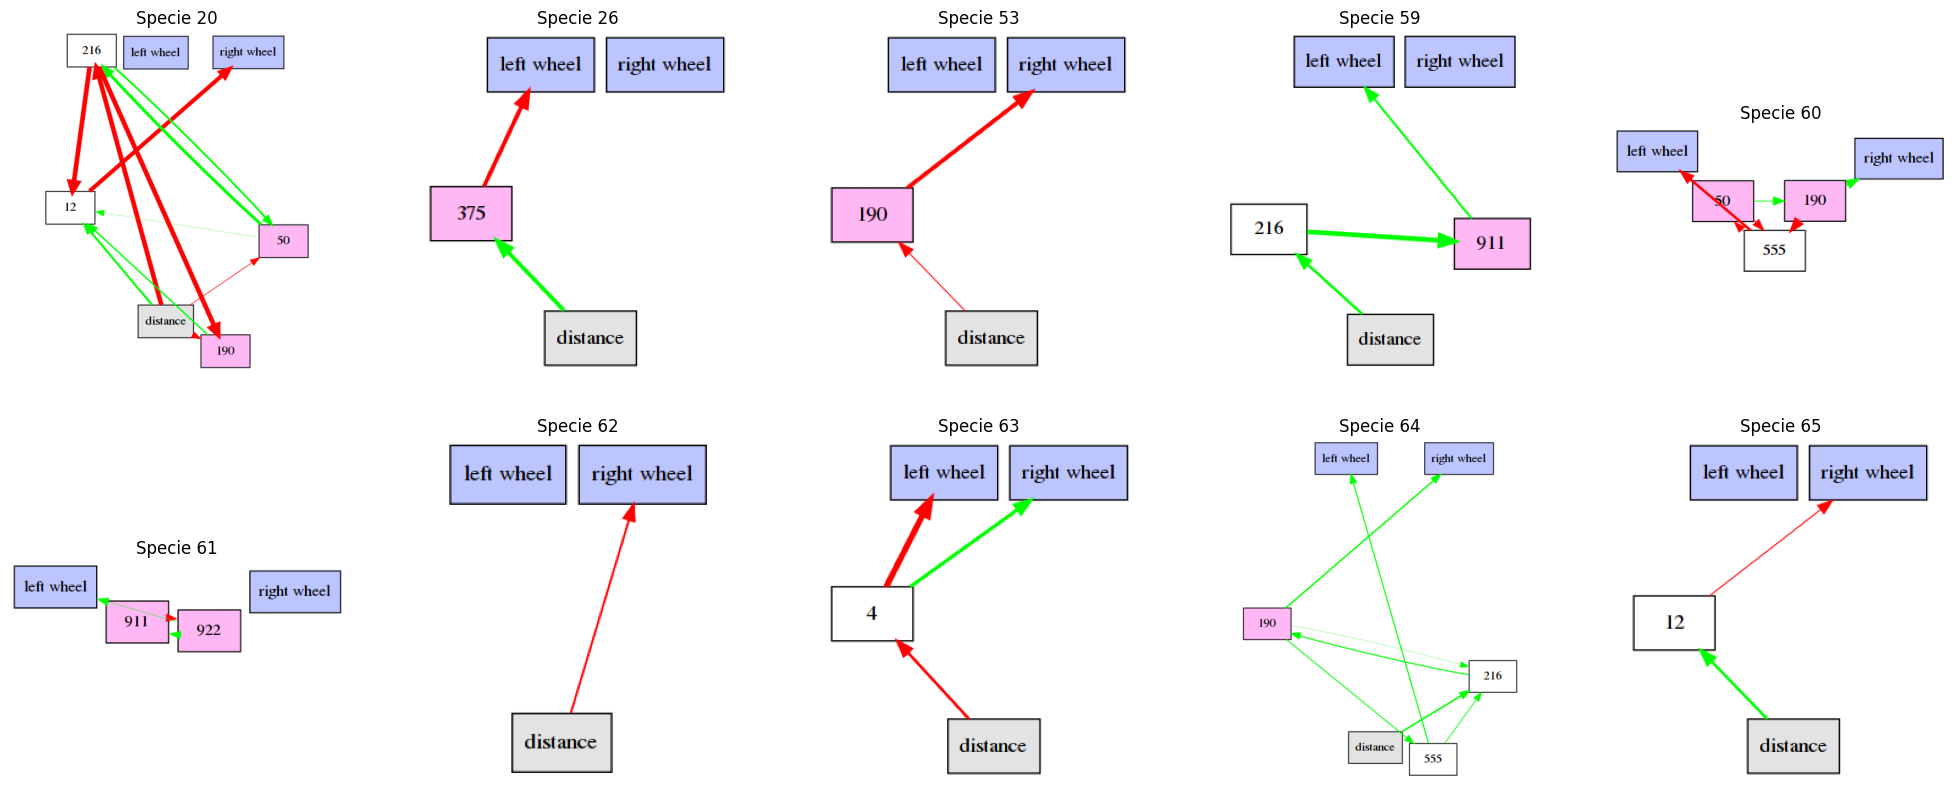 Specie 20
216
left wheel
right wheel
12
50
distance
190
Specie 26
left wheel
right wheel
375
distance
Specie 53
left wheel
right wheel
190
distance
Specie 59
left wheel
right wheel
216
911
distance
Specie 60
left wheel
right wheel
50
190
555
Specie 61
left wheel
right wheel
911
922
Specie 62
left wheel
right wheel
distance
Specie 63
left wheel
right wheel
4
distance
Specie 64
left wheel
right wheel
190
216
distance
555
Specie 65
left wheel
right wheel
12
distance